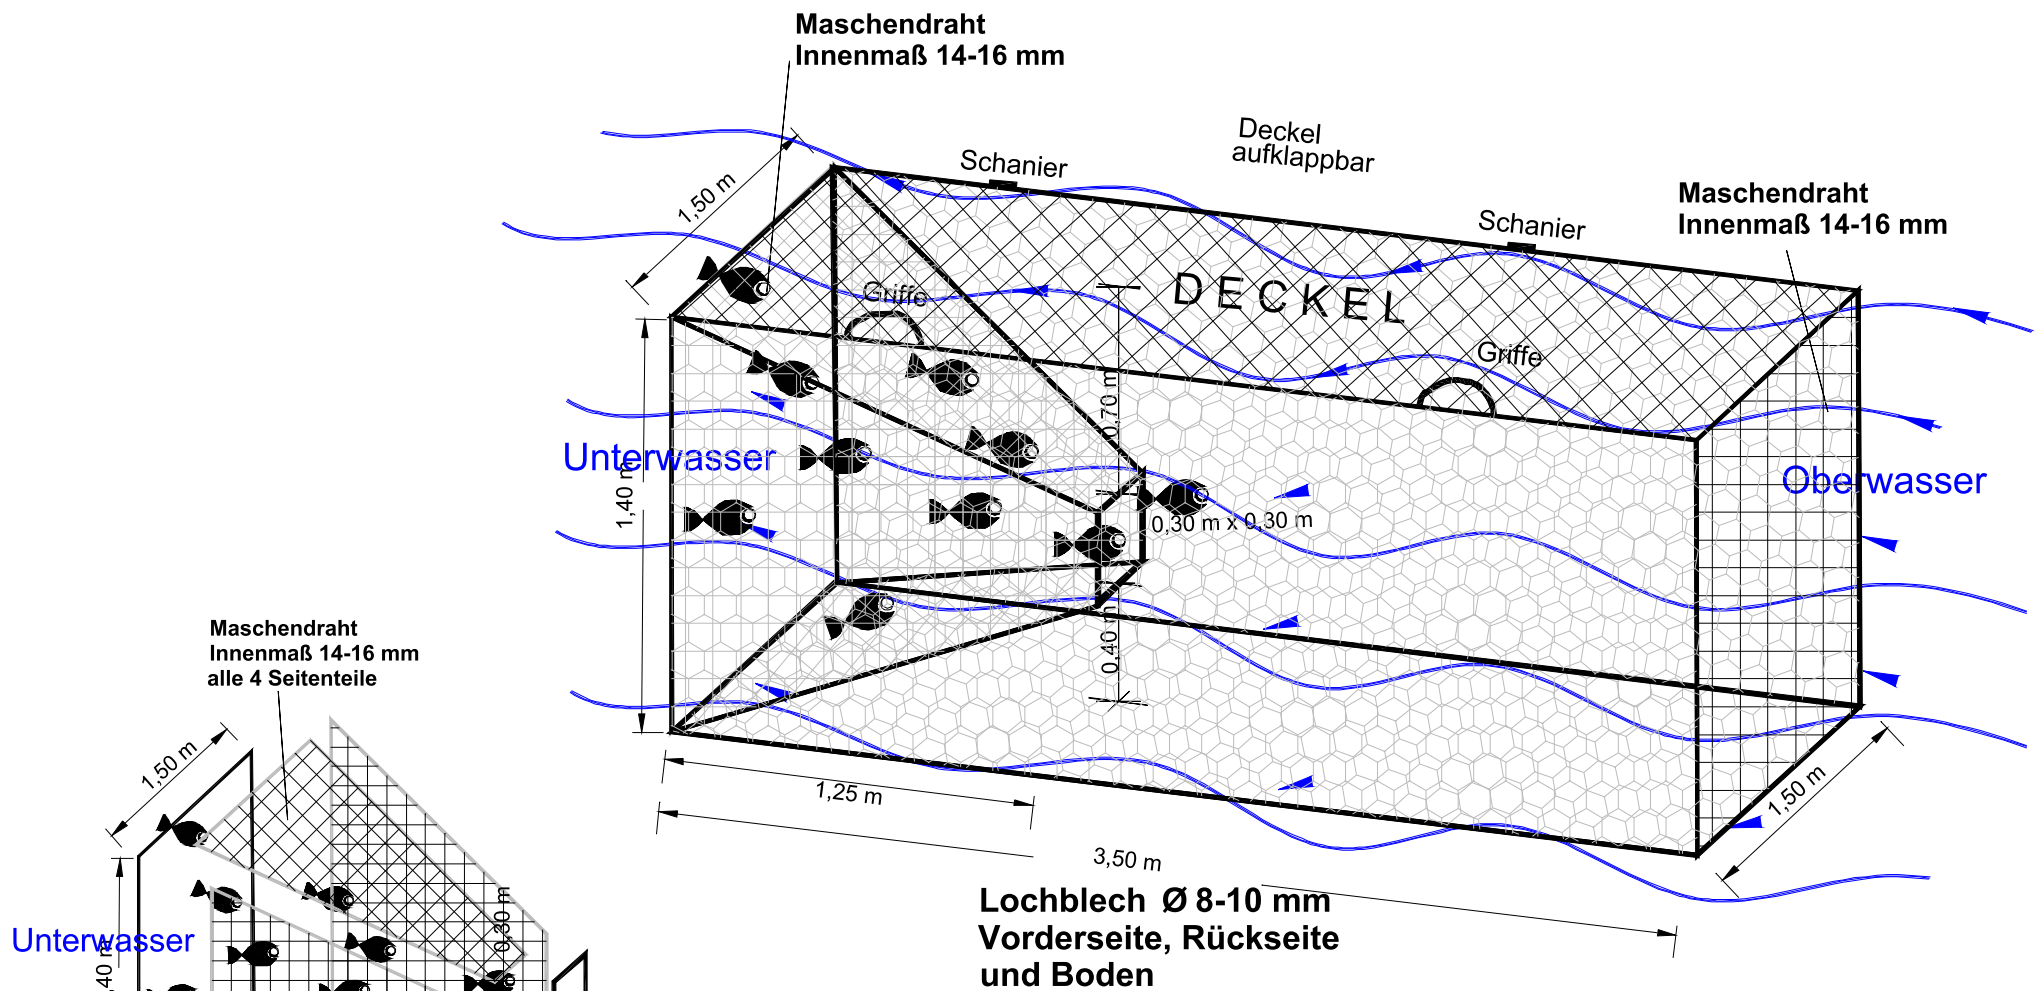 Maschendraht
Innenmaß 14-16 mm
Deckel
aufklappbar
Schanier
1,50 m
Schanier
Maschendraht
Innenmaß 14-16 mm
Griffe
DECKEL
Griffe
0,70 m
Unterwasser
1,40 m
Oberwasser
0,30 m x 0,30 m
0,40 m
Maschendraht
Innenmaß 14-16 mm
alle 4 Seitenteile
1,50 m
1,25 m
1,50 m
3,50 m
Lochblech Ø 8-10 mm
Vorderseite, Rückseite
und Boden
0,30 m
Unterwasser
40 m